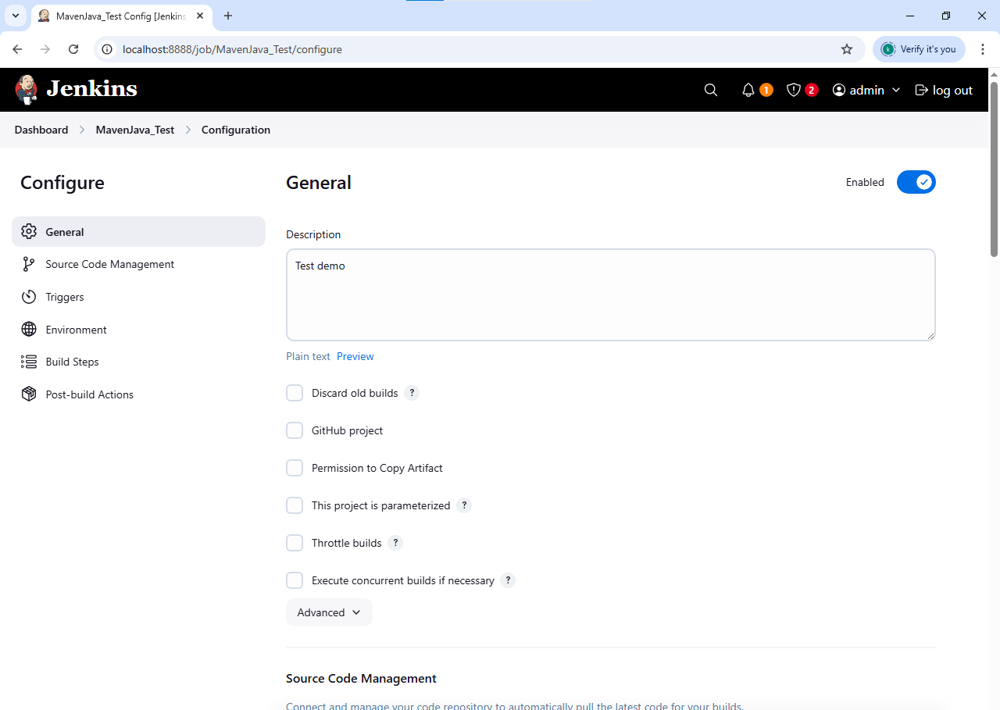 MavenJava_Test Config [Jenkins
localhost:8888/job/MavenJava_Test/configure
k Verify it's you
Jenkins
1
2
admin
log out
Dashboard MavenJava_Test Configuration
Configure
General
Source Code Management
Triggers
Environment
Build Steps
Post-build Actions
General
Enabled
Description
Test demo
Plain text Preview
Discard old builds ?
GitHub project
Permission to Copy Artifact
This project is parameterized ?
Throttle builds ?
Execute concurrent builds if necessary ?
Advanced
Source Code Management
Connect and manage your code repository to automatically pull the latest code for your builds.